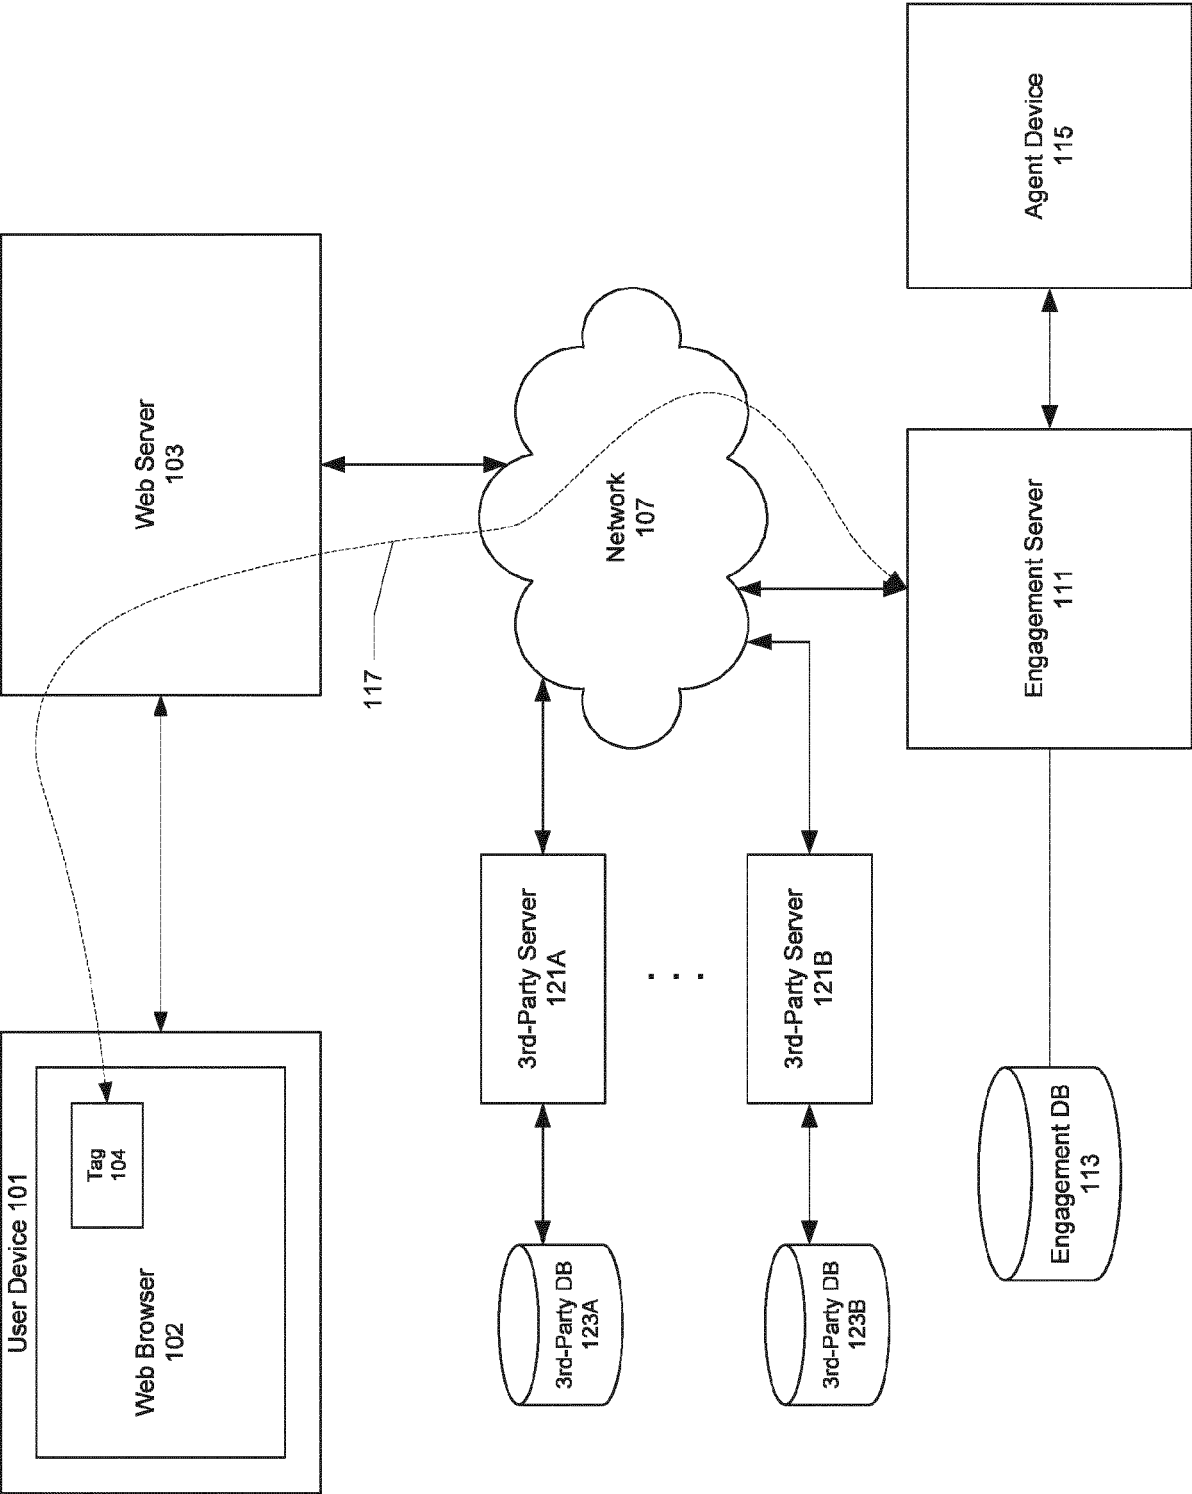 User Device 101
Web Browser
102
Tag
104
Web Server
103
117
Network
107
3rd-Party DB
123A
3rd-Party Server
121A
. . .
3rd-Party DB
123B
3rd-Party Server
121B
Engagement DB
113
Engagement Server
111
Agent Device
115